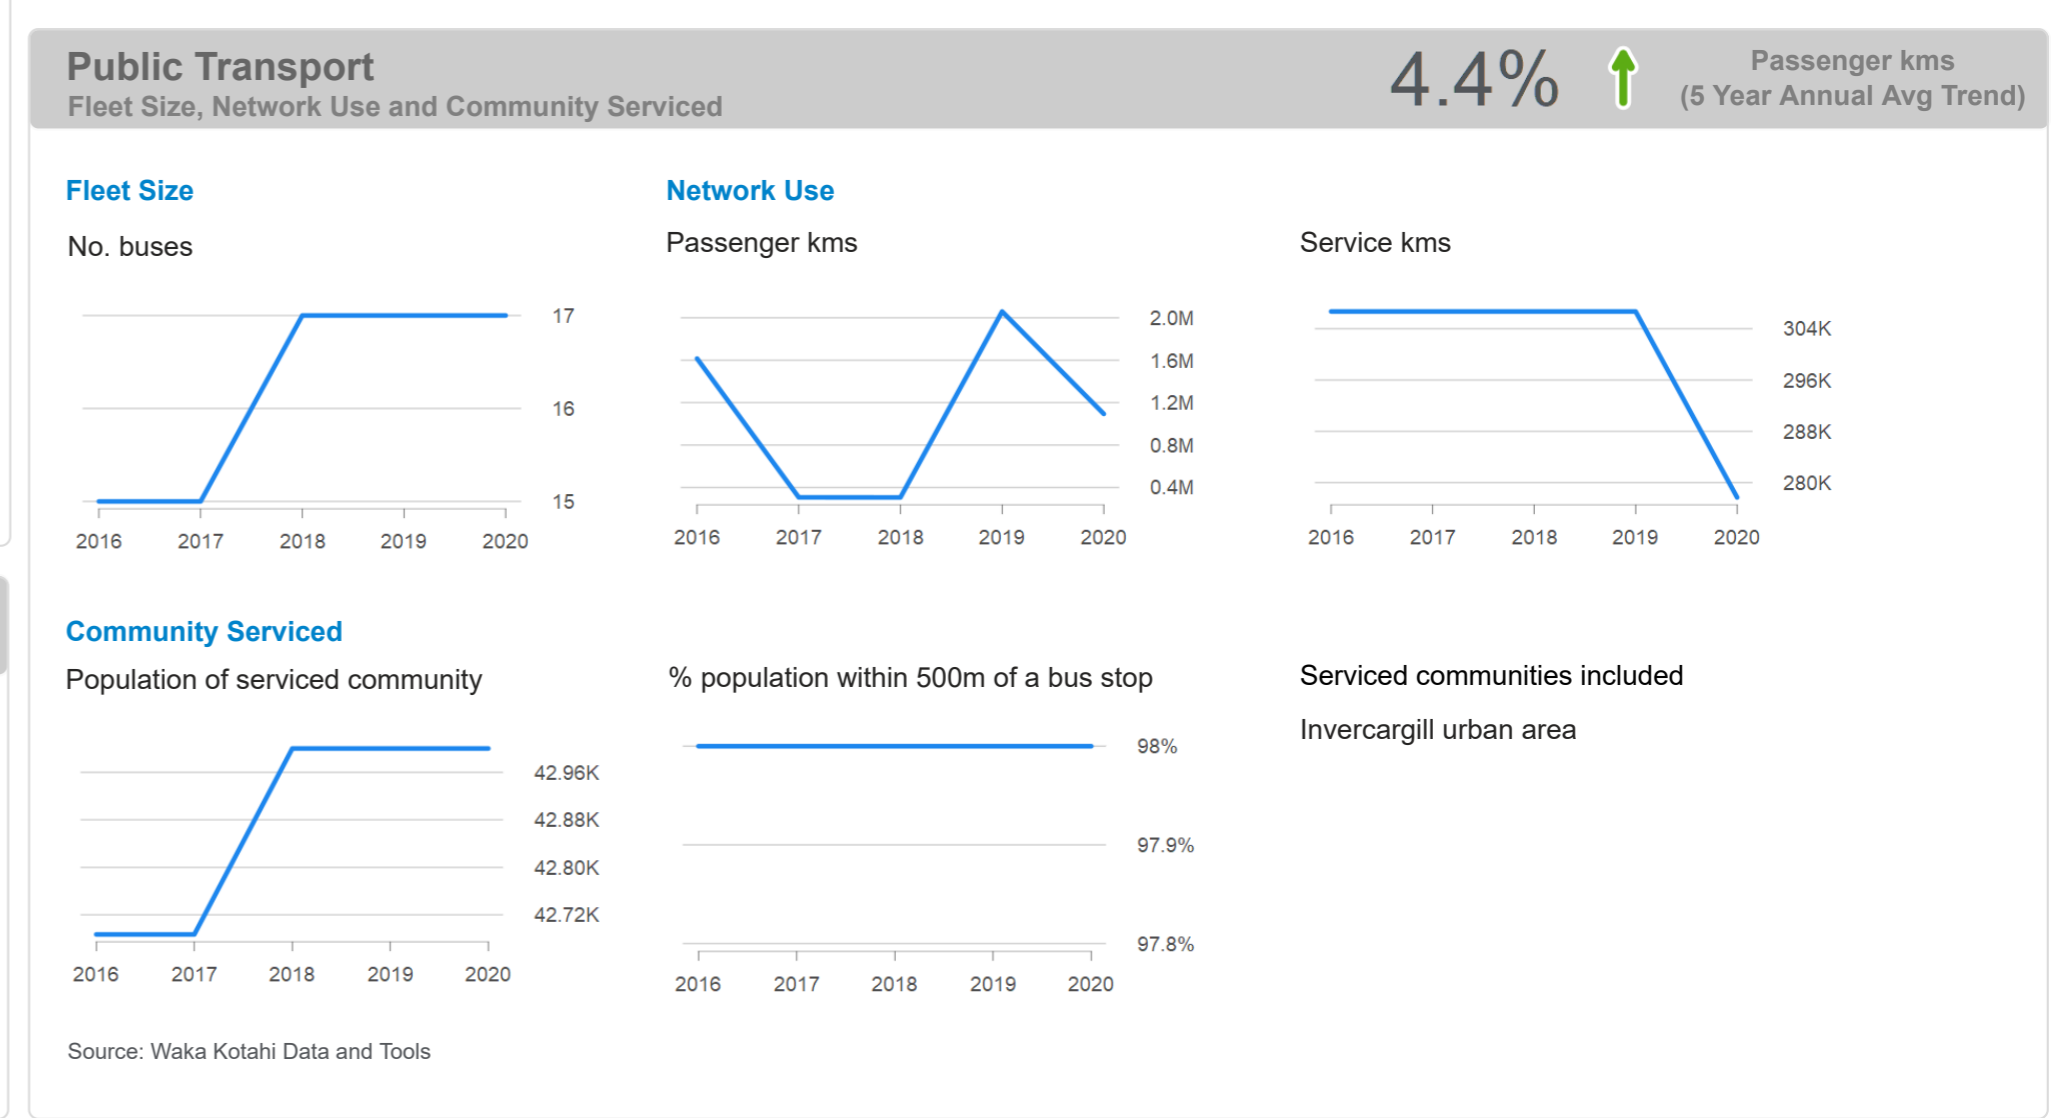 Public Transport
Fleet Size, Network Use and Community Serviced
4.4%
Passenger kms
(5 Year Annual Avg Trend)
Fleet Size
No. buses
17
16
15
2016 2017 2018 2019 2020
Network Use
Passenger kms
2.0M
1.6M
1.2M
0.8M
0.4M
2016 2017 2018 2019 2020
Service kms
304K
296K
288K
280K
2016 2017 2018 2019 2020
Community Serviced
Population of serviced community
42.96K
42.88K
42.80K
42.72K
2016 2017 2018 2019 2020
% population within 500m of a bus stop
98%
97.9%
97.8%
2016 2017 2018 2019 2020
Serviced communities included
Invercargill urban area
Source: Waka Kotahi Data and Tools